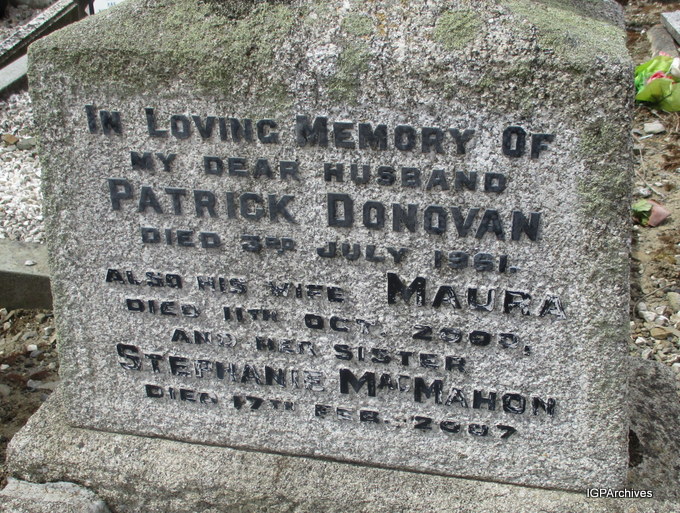 IN LOVING MEMORY OF
MY DEAR HUSBAND
PATRICK DONOVAN
DIED 3RD JULY 1961.
ALSO HIS WIFE MAURA
DIED 11TH OCT. 2002,
AND HER SISTER
STEPHANIE MACMAHON
DIED 17TH FEB. 2007
IGPArchives